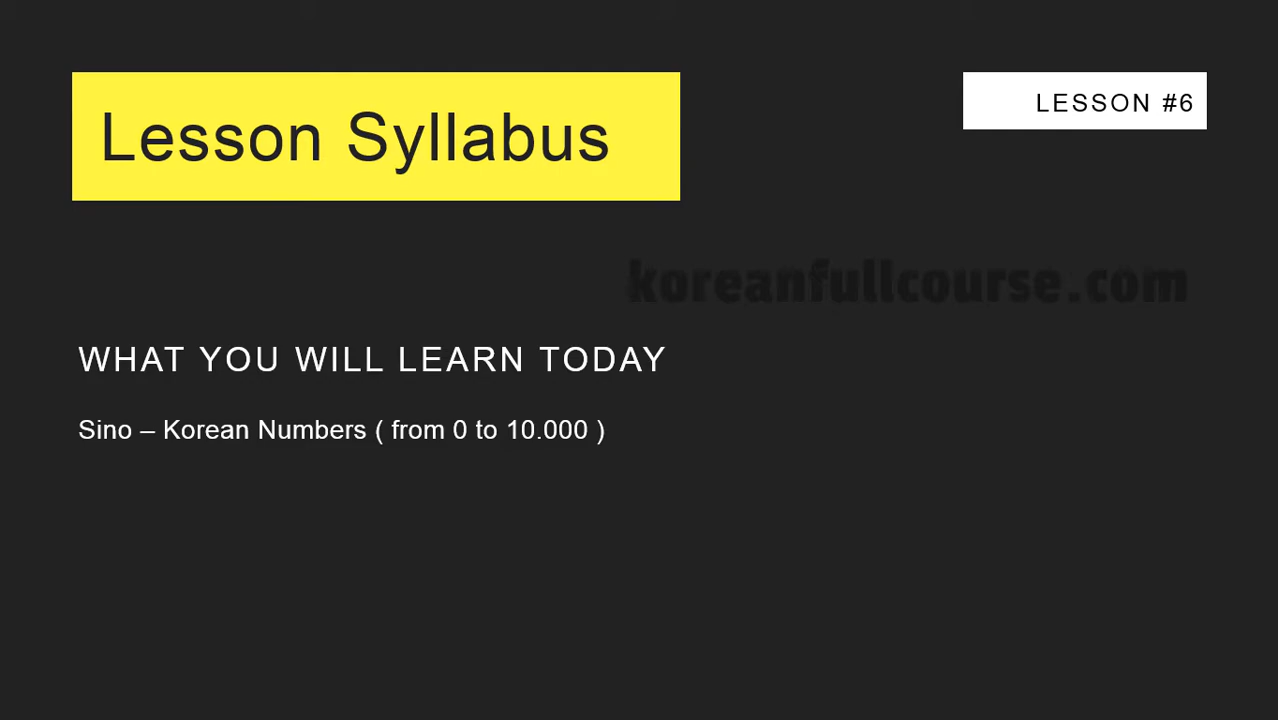 Lesson Syllabus
LESSON #6
koreanfullcourse.com
WHAT YOU WILL LEARN TODAY
Sino – Korean Numbers ( from 0 to 10.000 )